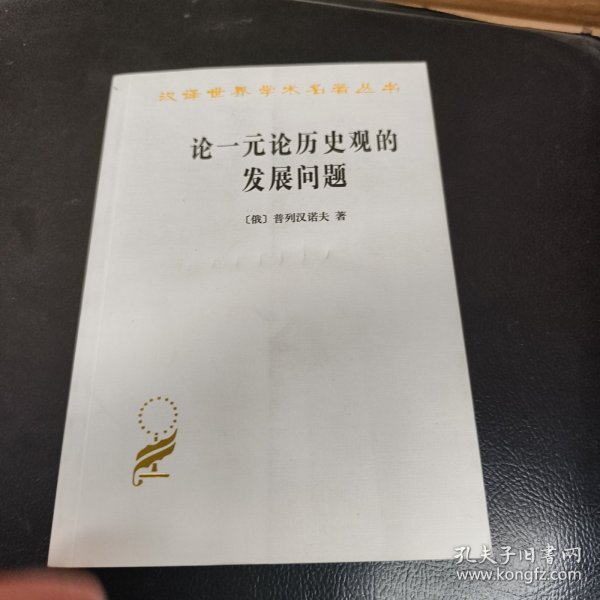 汉译世界学术名著丛书
论一元论历史观的
发展问题
〔俄〕普列汉诺夫 著
孔夫子旧书网
www.kongfz.com